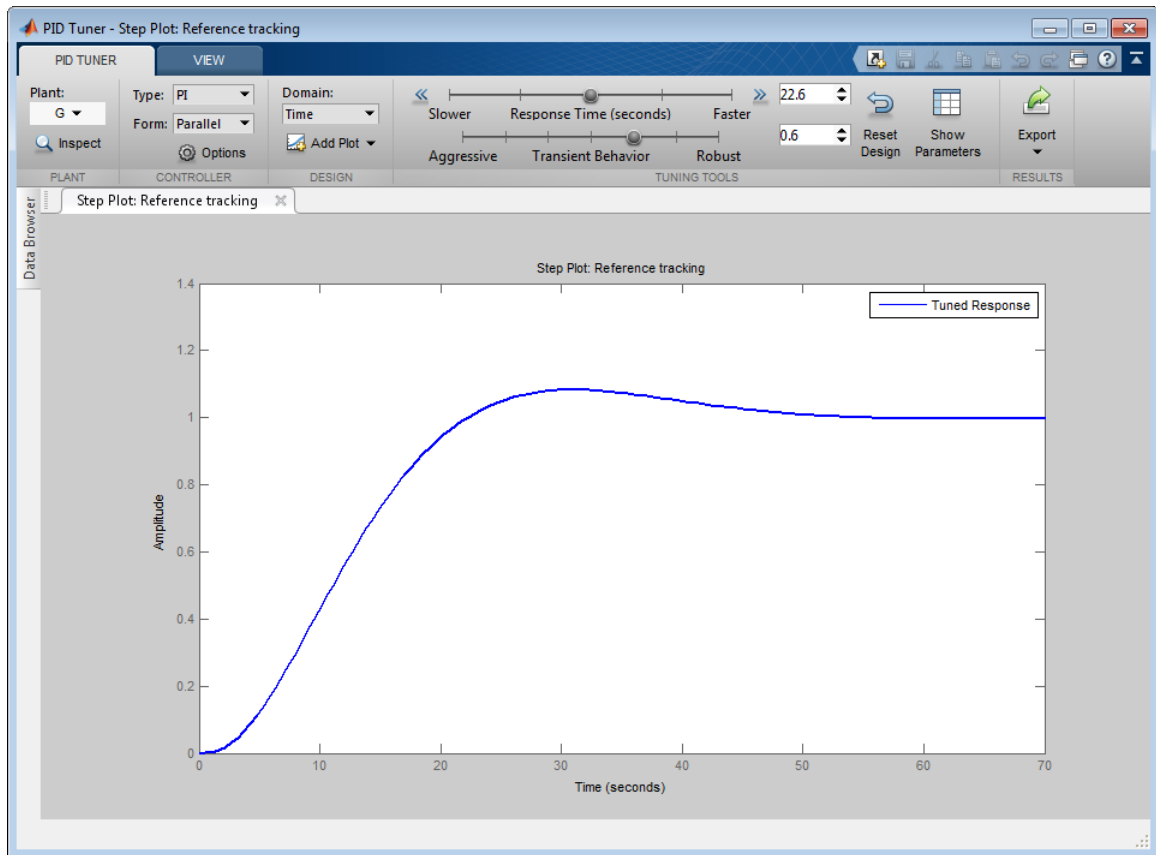 PID Tuner - Step Plot: Reference tracking
PID TUNER VIEW
Plant: Type: PI Domain: Slower Response Time (seconds) Faster 22.6
G Form: Parallel Time Aggressive Transient Behavior Robust 0.6 Reset Design Show Parameters Export
Inspect Options Add Plot
PLANT CONTROLLER DESIGN TUNING TOOLS RESULTS
Data Browser
Step Plot: Reference tracking
Step Plot: Reference tracking
Tuned Response
1.4
1.2
1
0.8
0.6
0.4
0.2
0
Amplitude
0 10 20 30 40 50 60 70
Time (seconds)